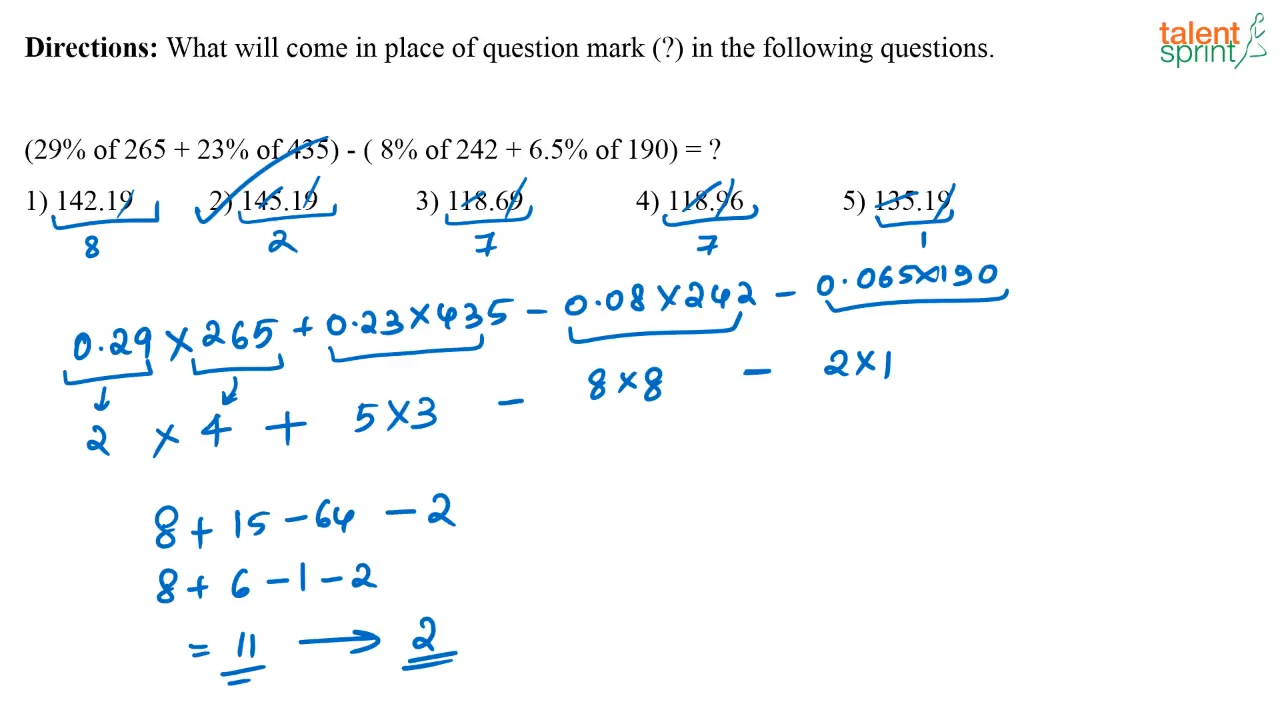 talent
sprint
Directions: What will come in place of question mark (?) in the following questions.
(29% of 265 + 23% of 435) - ( 8% of 242 + 6.5% of 190) = ?
1) 142.19 2) 145.19 3) 118.69 4) 118.96 5) 135.19
8 2 7 7 1
0.29 × 265 + 0.23 × 435 - 0.08 × 242 - 0.065×190
2 × 4 + 5×3 - 8×8 - 2×1
8 + 15 - 64 - 2
8 + 6 - 1 - 2
= 11 → 2